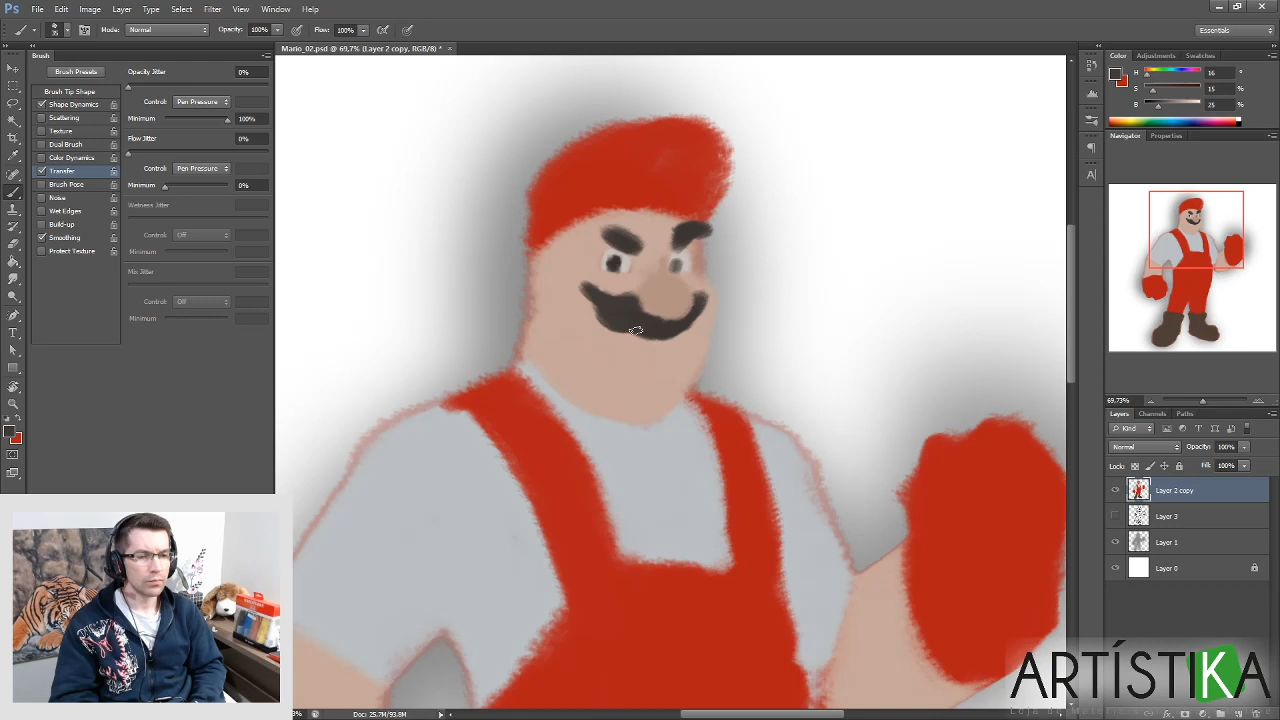 Ps File Edit Image Layer Type Select Filter View Window Help
Mode: Normal Opacity: 100% Flow: 100% Essentials
Brush
Mario_02.psd @ 69,7% (Layer 2 copy, RGB/8) * ×
Brush Presets
Brush Tip Shape
Shape Dynamics
Scattering
Texture
Dual Brush
Color Dynamics
Transfer
Brush Pose
Noise
Wet Edges
Build-up
Smoothing
Protect Texture
Opacity Jitter 0%
Control: Pen Pressure
Minimum 100%
Flow Jitter 0%
Control: Pen Pressure
Minimum 0%
Wetness Jitter
Control: Off
Minimum
Mix Jitter
Control: Off
Minimum
Color Adjustments Swatches
H 16 °
S 15 %
B 25 %
Navigator Properties
69,73%
Layers Channels Paths
Kind
Normal Opacity: 100%
Lock: Fill: 100%
Layer 2 copy
Layer 3
Layer 1
Layer 0
Doc: 25,7M/93,8M
ARTÍSTIKA